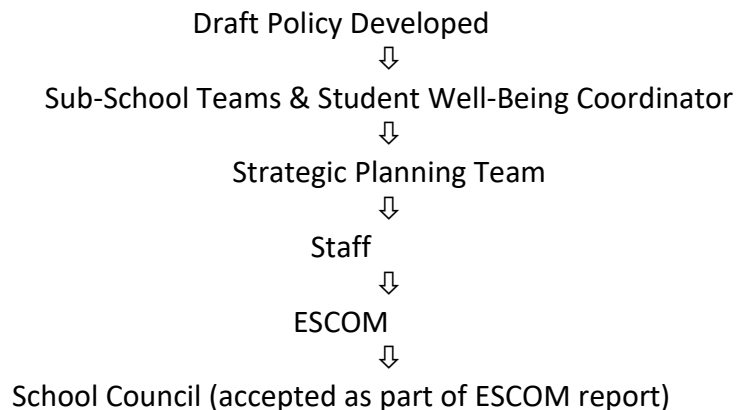 Draft Policy Developed
⇩
Sub-School Teams & Student Well-Being Coordinator
⇩
Strategic Planning Team
⇩
Staff
⇩
ESCOM
⇩
School Council (accepted as part of ESCOM report)